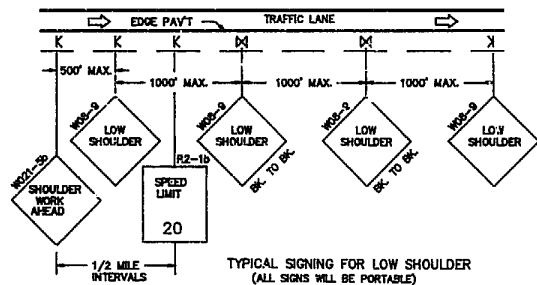 TRAFFIC LANE
EDGE PAV'T
500' MAX.
1000' MAX.
1000' MAX.
1000' MAX.
W08-9
LOW
SHOULDER
W021-5b
SHOULDER
WORK
AHEAD
R2-1b
SPEED
LIMIT
20
W08-9
LOW
SHOULDER
BK. TO BK.
W08-9
LOW
SHOULDER
BK. TO BK.
W08-9
LOW
SHOULDER
1/2 MILE
INTERVALS
TYPICAL SIGNING FOR LOW SHOULDER
(ALL SIGNS WILL BE PORTABLE)